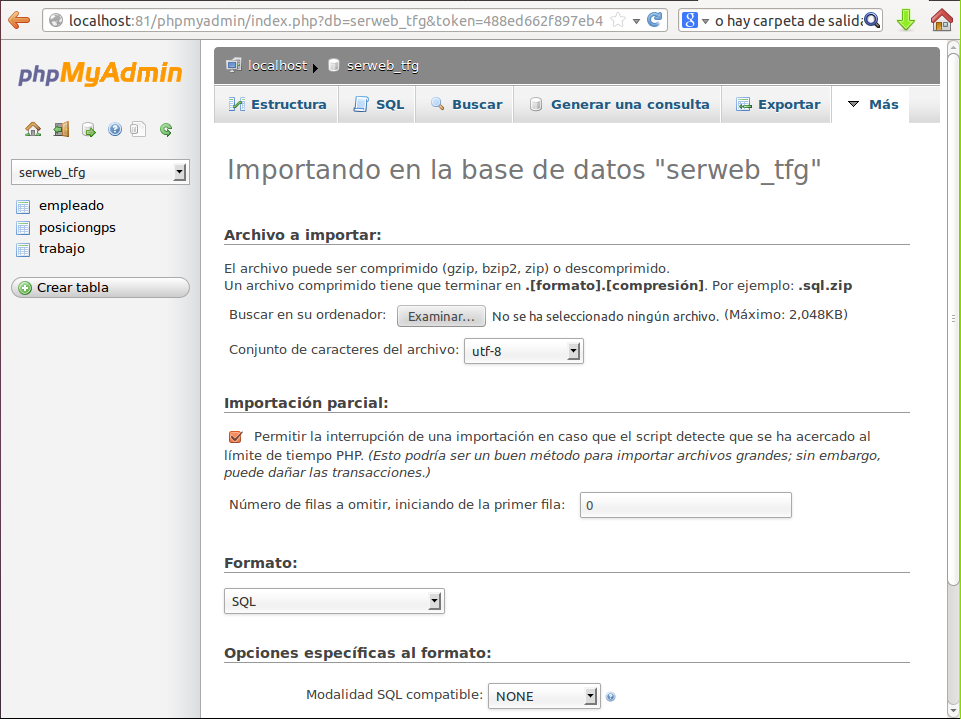 localhost:81/phpmyadmin/index.php?db=serweb_tfg&token=488ed662f897eb4
o hay carpeta de salida
phpMyAdmin
serweb_tfg
empleado
posiciongps
trabajo
Crear tabla
localhost
serweb_tfg
Estructura
SQL
Buscar
Generar una consulta
Exportar
Más
Importando en la base de datos "serweb_tfg"
Archivo a importar:
El archivo puede ser comprimido (gzip, bzip2, zip) o descomprimido.
Un archivo comprimido tiene que terminar en .[formato].[compresión]. Por ejemplo: .sql.zip
Buscar en su ordenador: Examinar... No se ha seleccionado ningún archivo. (Máximo: 2,048KB)
Conjunto de caracteres del archivo: utf-8
Importación parcial:
Permitir la interrupción de una importación en caso que el script detecte que se ha acercado al
límite de tiempo PHP. (Esto podría ser un buen método para importar archivos grandes; sin embargo,
puede dañar las transacciones.)
Número de filas a omitir, iniciando de la primer fila: 0
Formato:
SQL
Opciones específicas al formato:
Modalidad SQL compatible: NONE